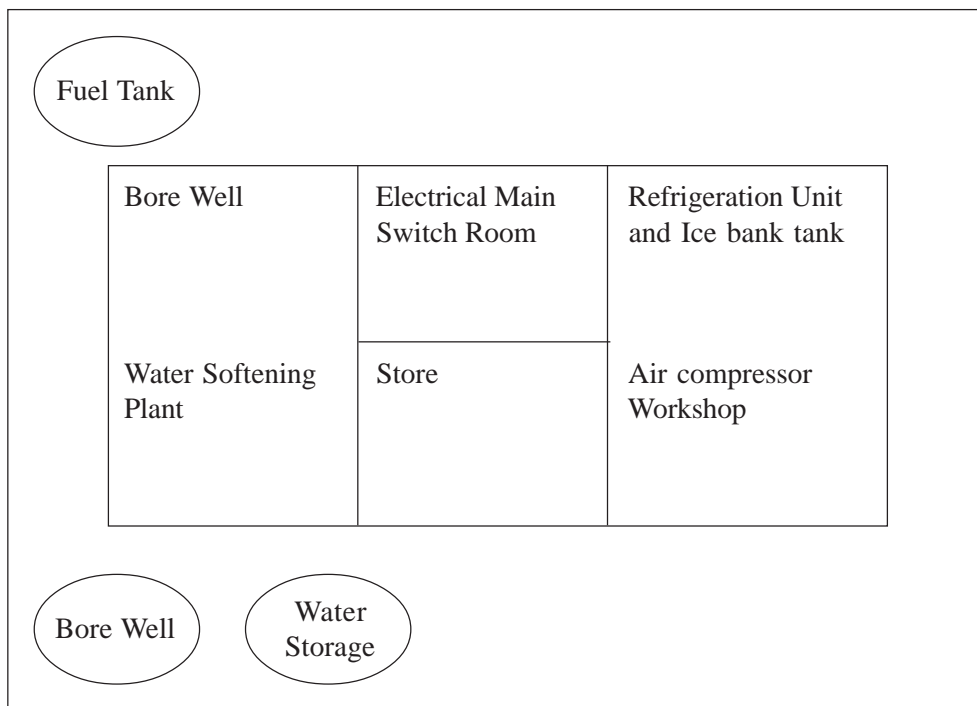 Fuel Tank
Bore Well
Electrical Main
Switch Room
Refrigeration Unit
and Ice bank tank
Water Softening
Plant
Store
Air compressor
Workshop
Bore Well
Water
Storage